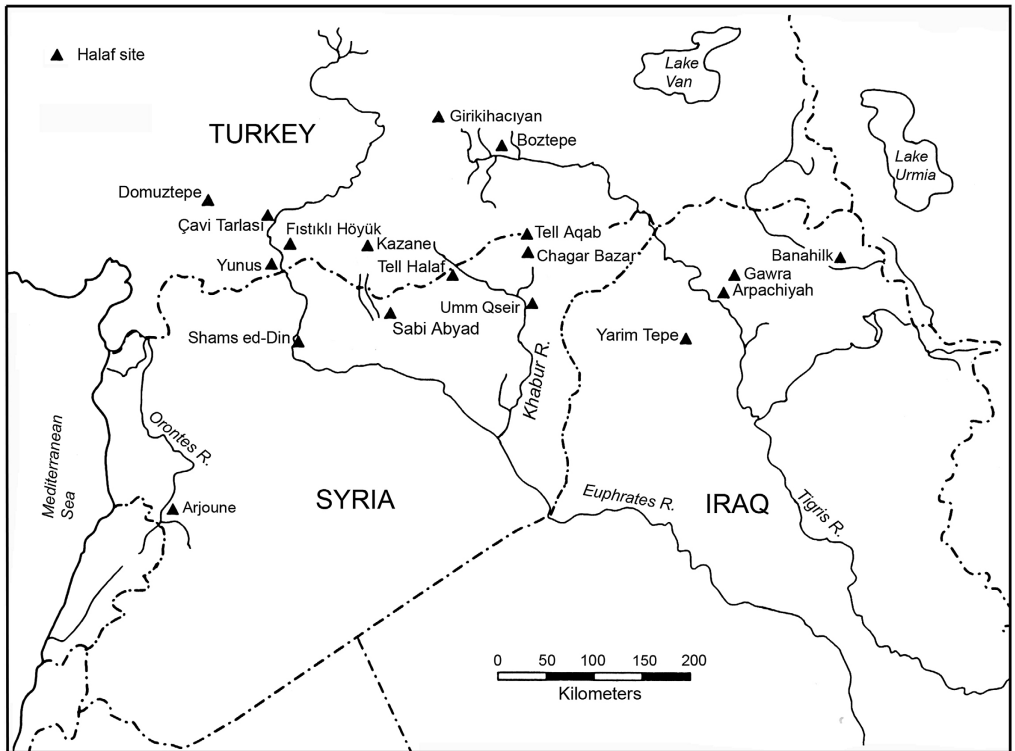 Halaf site
Lake
Van
Girikihacıyan
TURKEY
Boztepe
Lake
Urmia
Domuztepe
Çavi Tarlası
Fıstıklı Höyük
Kazane
Tell Aqab
Yunus
Tell Halaf
Chagar Bazar
Banahilk
Gawra
Arpachiyah
Umm Qseir
Sabi Abyad
Shams ed-Din
Yarim Tepe
Khabur R.
Orontes R.
Mediterranean
Sea
SYRIA
Euphrates R.
IRAQ
Tigris R.
Arjoune
0 50 100 150 200
Kilometers